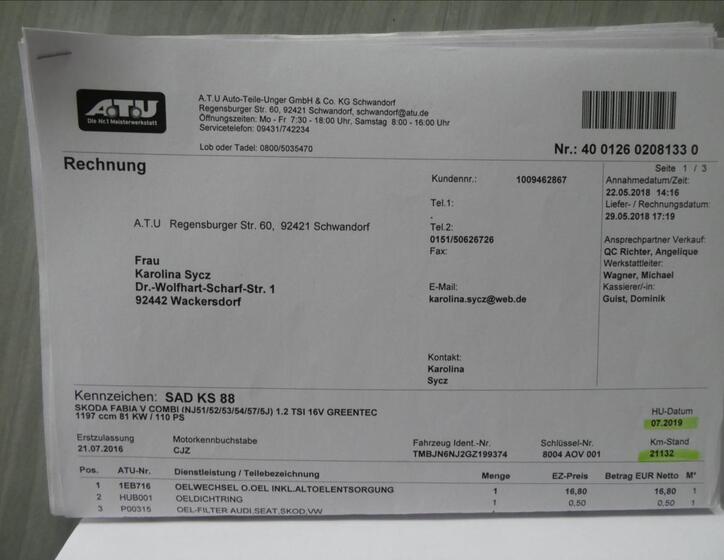 A.T.U
Die Nr.1 Meisterwerkstatt
A.T.U Auto-Teile-Unger GmbH & Co. KG Schwandorf
Regensburger Str. 60, 92421 Schwandorf, schwandorf@atu.de
Öffnungszeiten: Mo - Fr 7:30 - 18:00 Uhr, Samstag 8:00 - 16:00 Uhr
Servicetelefon: 09431/742234
Lob oder Tadel: 0800/5035470
Nr.: 40 0126 0208133 0
Rechnung
Seite 1 / 3
Kundennr.: 1009462867
Annahmedatum/Zeit:
22.05.2018 14:16
Tel.1:
.
Liefer- / Rechnungsdatum:
29.05.2018 17:19
A.T.U Regensburger Str. 60, 92421 Schwandorf
Tel.2:
0151/50626726
Fax:
Ansprechpartner Verkauf:
QC Richter, Angelique
Werkstattleiter:
Wagner, Michael
Kassierer/-in:
Guist, Dominik
Frau
Karolina Sycz
Dr.-Wolfhart-Scharf-Str. 1
92442 Wackersdorf
E-Mail:
karolina.sycz@web.de
Kontakt:
Karolina
Sycz
Kennzeichen: SAD KS 88
SKODA FABIA V COMBI (NJ51/52/53/54/57/5J) 1.2 TSI 16V GREENTEC
1197 ccm 81 KW / 110 PS
HU-Datum
07.2019
Erstzulassung Motorkennbuchstabe Fahrzeug Ident.-Nr. Schlüssel-Nr. Km-Stand
21.07.2016 CJZ TMBJN6NJ2GZ199374 8004 AOV 001 21132
Pos. ATU-Nr. Dienstleistung / Teilebezeichnung Menge EZ-Preis Betrag EUR Netto M*
1 1EB716 OELWECHSEL O.OEL INKL.ALTOELENTSORGUNG 1 16,80 16,80 1
2 HUB001 OELDICHTRING 1 0,50 0,50 1
3 P00315 OEL-FILTER AUDI,SEAT,SKOD,VW